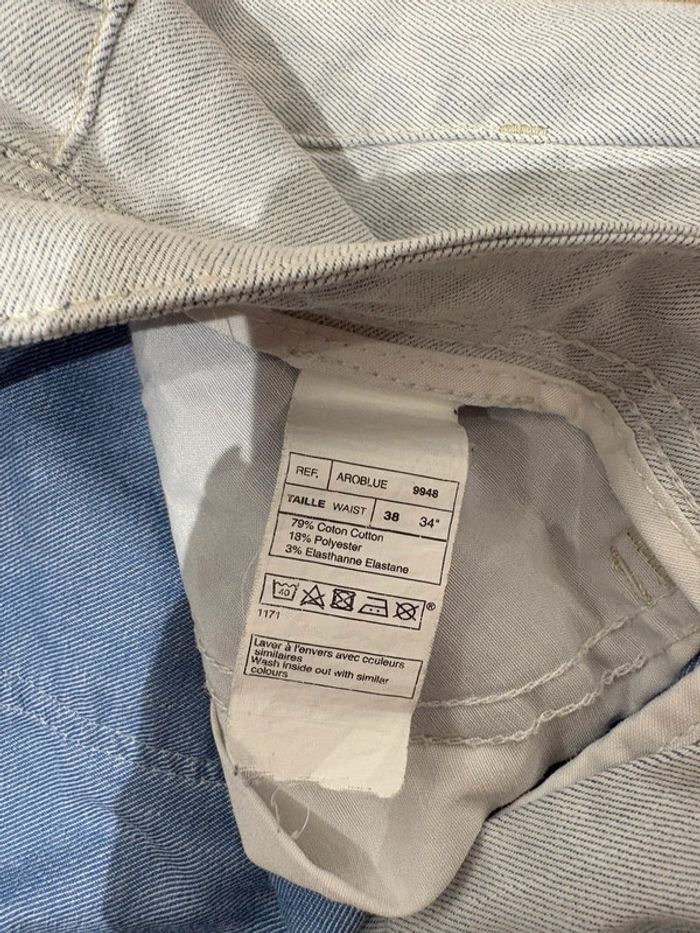 REF. AROBLUE 9948
TAILLE WAIST 38 34"
79% Coton Cotton
18% Polyester
3% Elasthanne Elastane
40 ®
1171
Laver à l'envers avec couleurs
similaires
Wash inside out with similar
colours